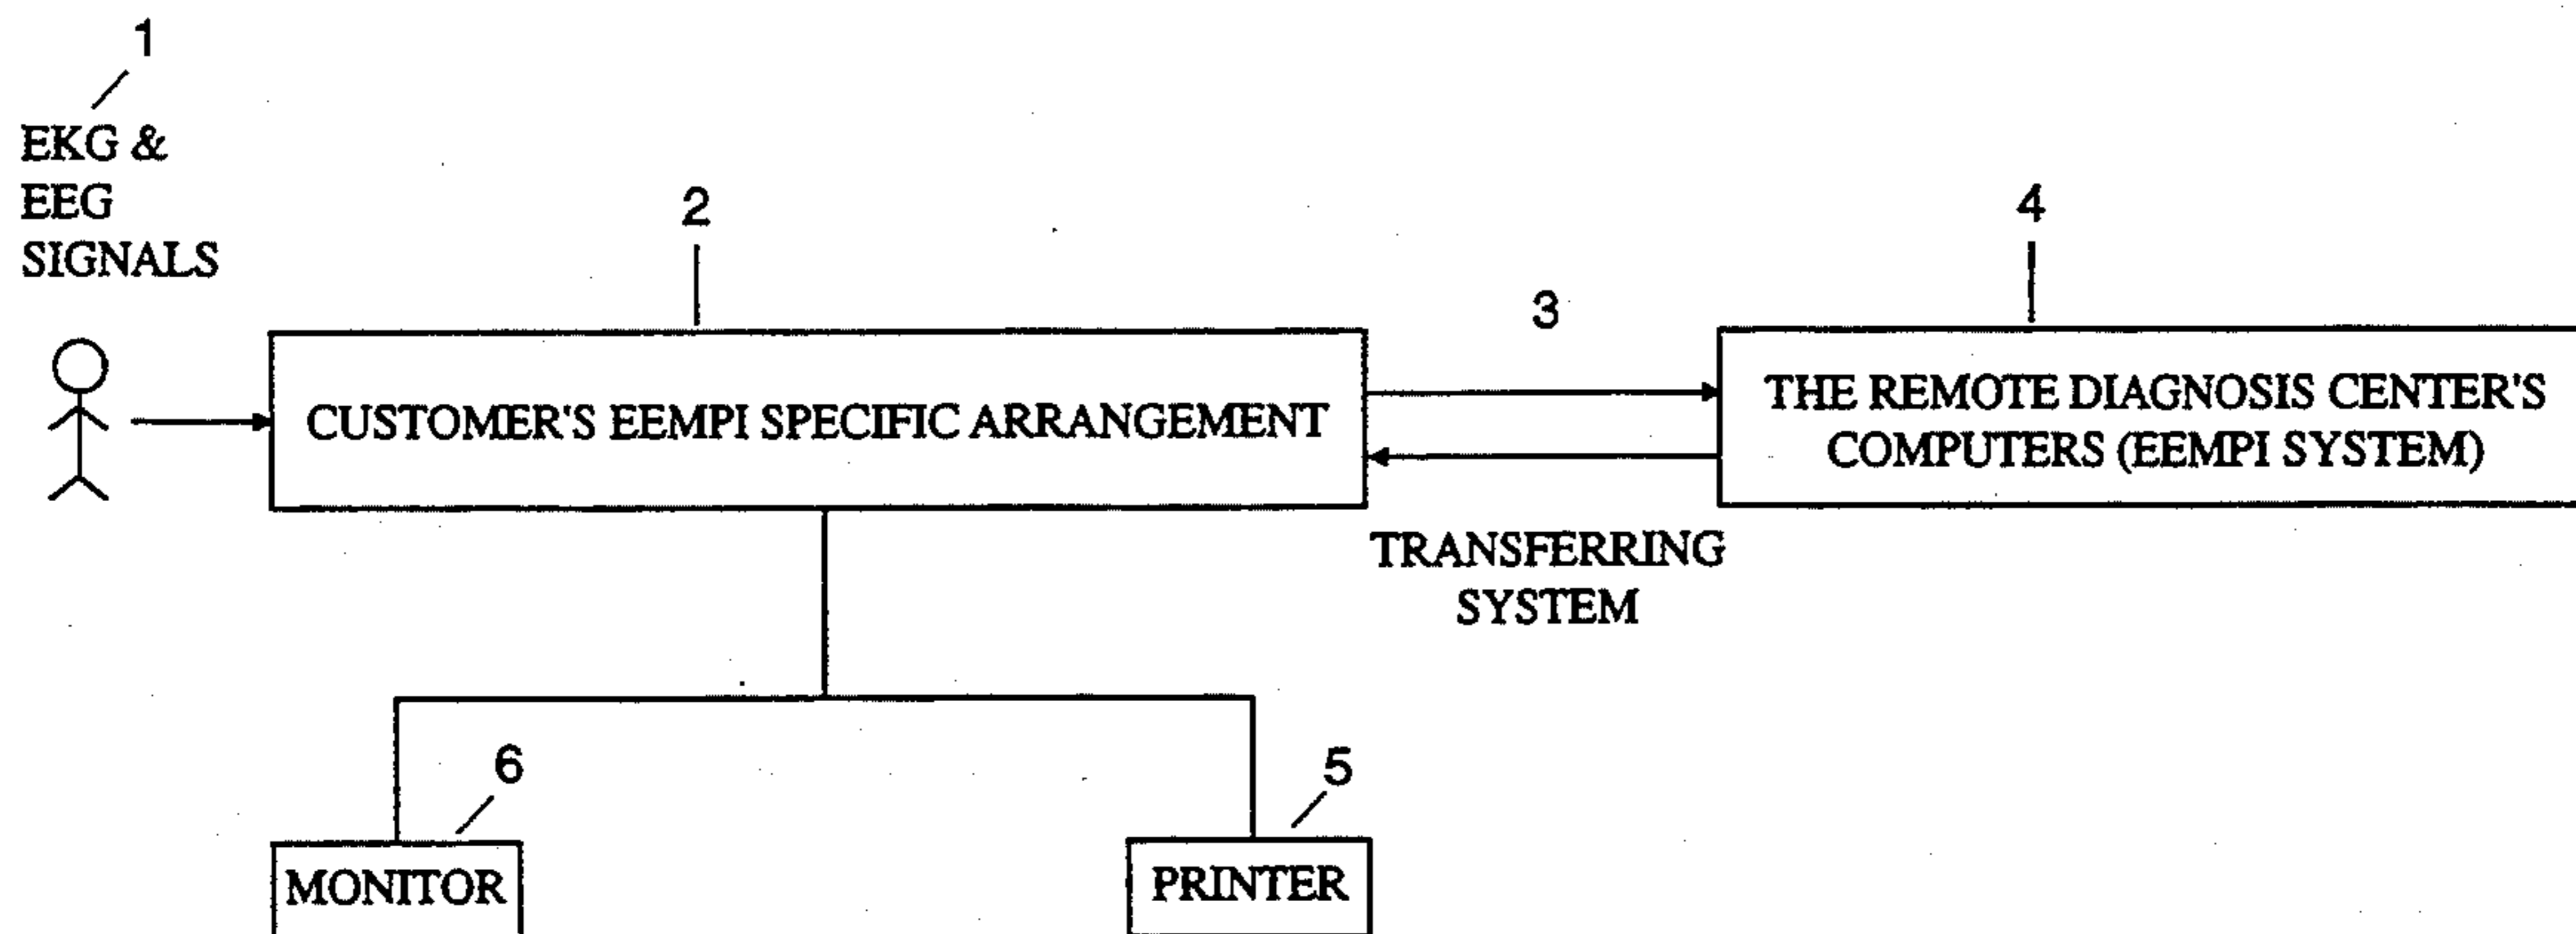 1
EKG &
EEG
SIGNALS
2
CUSTOMER'S EEMPI SPECIFIC ARRANGEMENT
3
TRANSFERRING
SYSTEM
4
THE REMOTE DIAGNOSIS CENTER'S
COMPUTERS (EEMPI SYSTEM)
6
MONITOR
5
PRINTER